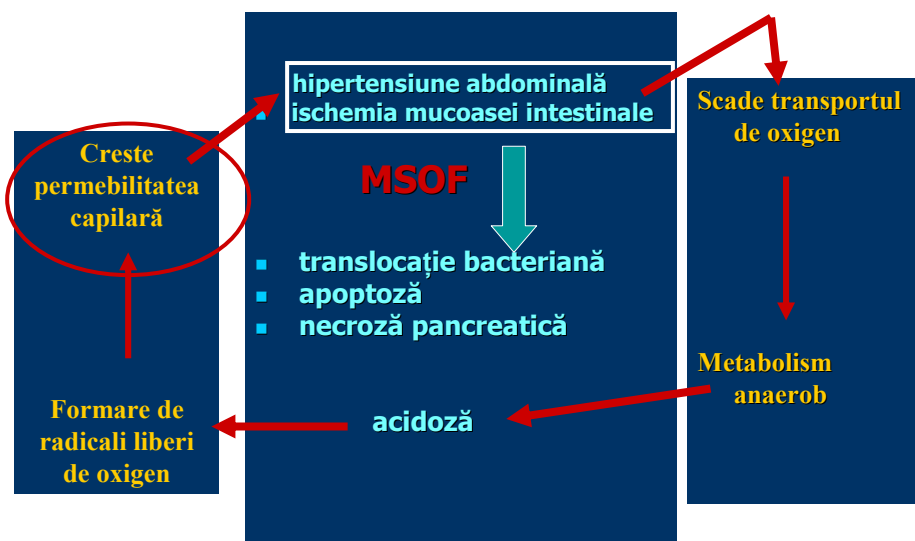 hipertensiune abdominală
ischemia mucoasei intestinale
Scade transportul
de oxigen
Creste
permebilitatea
capilară
MSOF
translocație bacteriană
apoptoză
necroză pancreatică
Metabolism
anaerob
acidoză
Formare de
radicali liberi
de oxigen